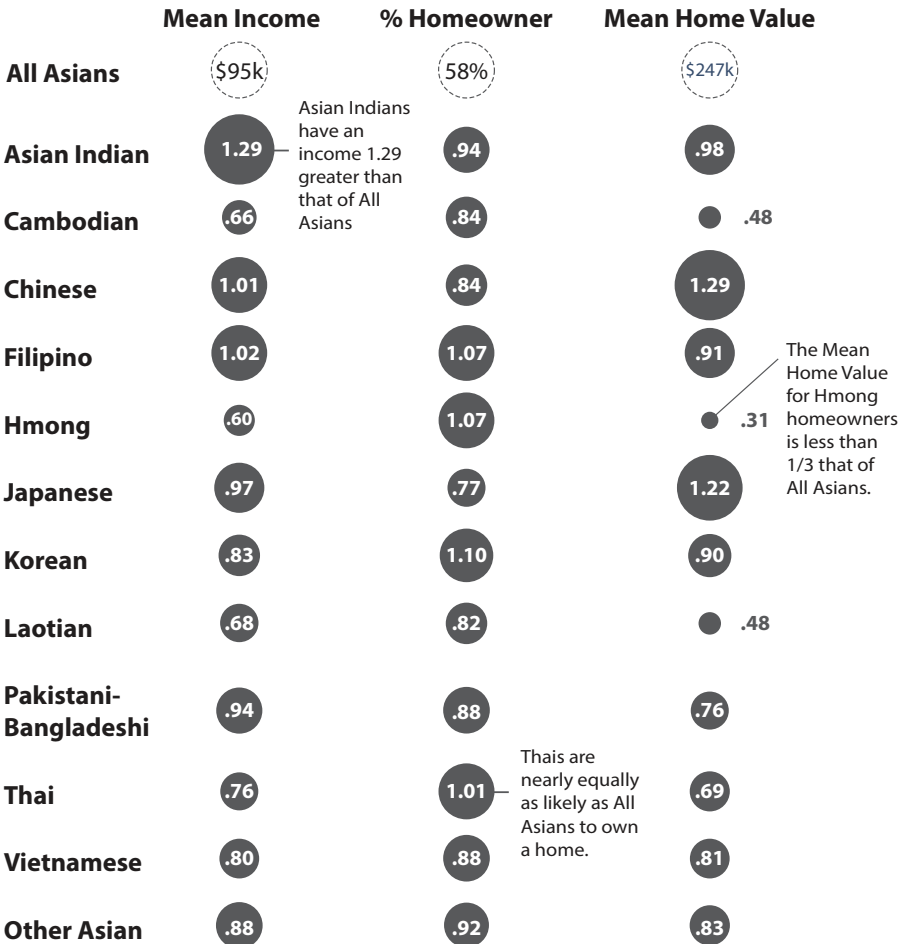 Mean Income % Homeowner Mean Home Value
All Asians $95k 58% $247k
Asian Indian 1.29 .94 .98
Asian Indians
have an
income 1.29
greater than
that of All
Asians
Cambodian .66 .84 .48
Chinese 1.01 .84 1.29
Filipino 1.02 1.07 .91
The Mean
Home Value
for Hmong
homeowners
is less than
1/3 that of
All Asians.
Hmong .60 1.07 .31
Japanese .97 .77 1.22
Korean .83 1.10 .90
Laotian .68 .82 .48
Pakistani-
Bangladeshi .94 .88 .76
Thai .76 1.01 .69
Thais are
nearly equally
as likely as All
Asians to own
a home.
Vietnamese .80 .88 .81
Other Asian .88 .92 .83